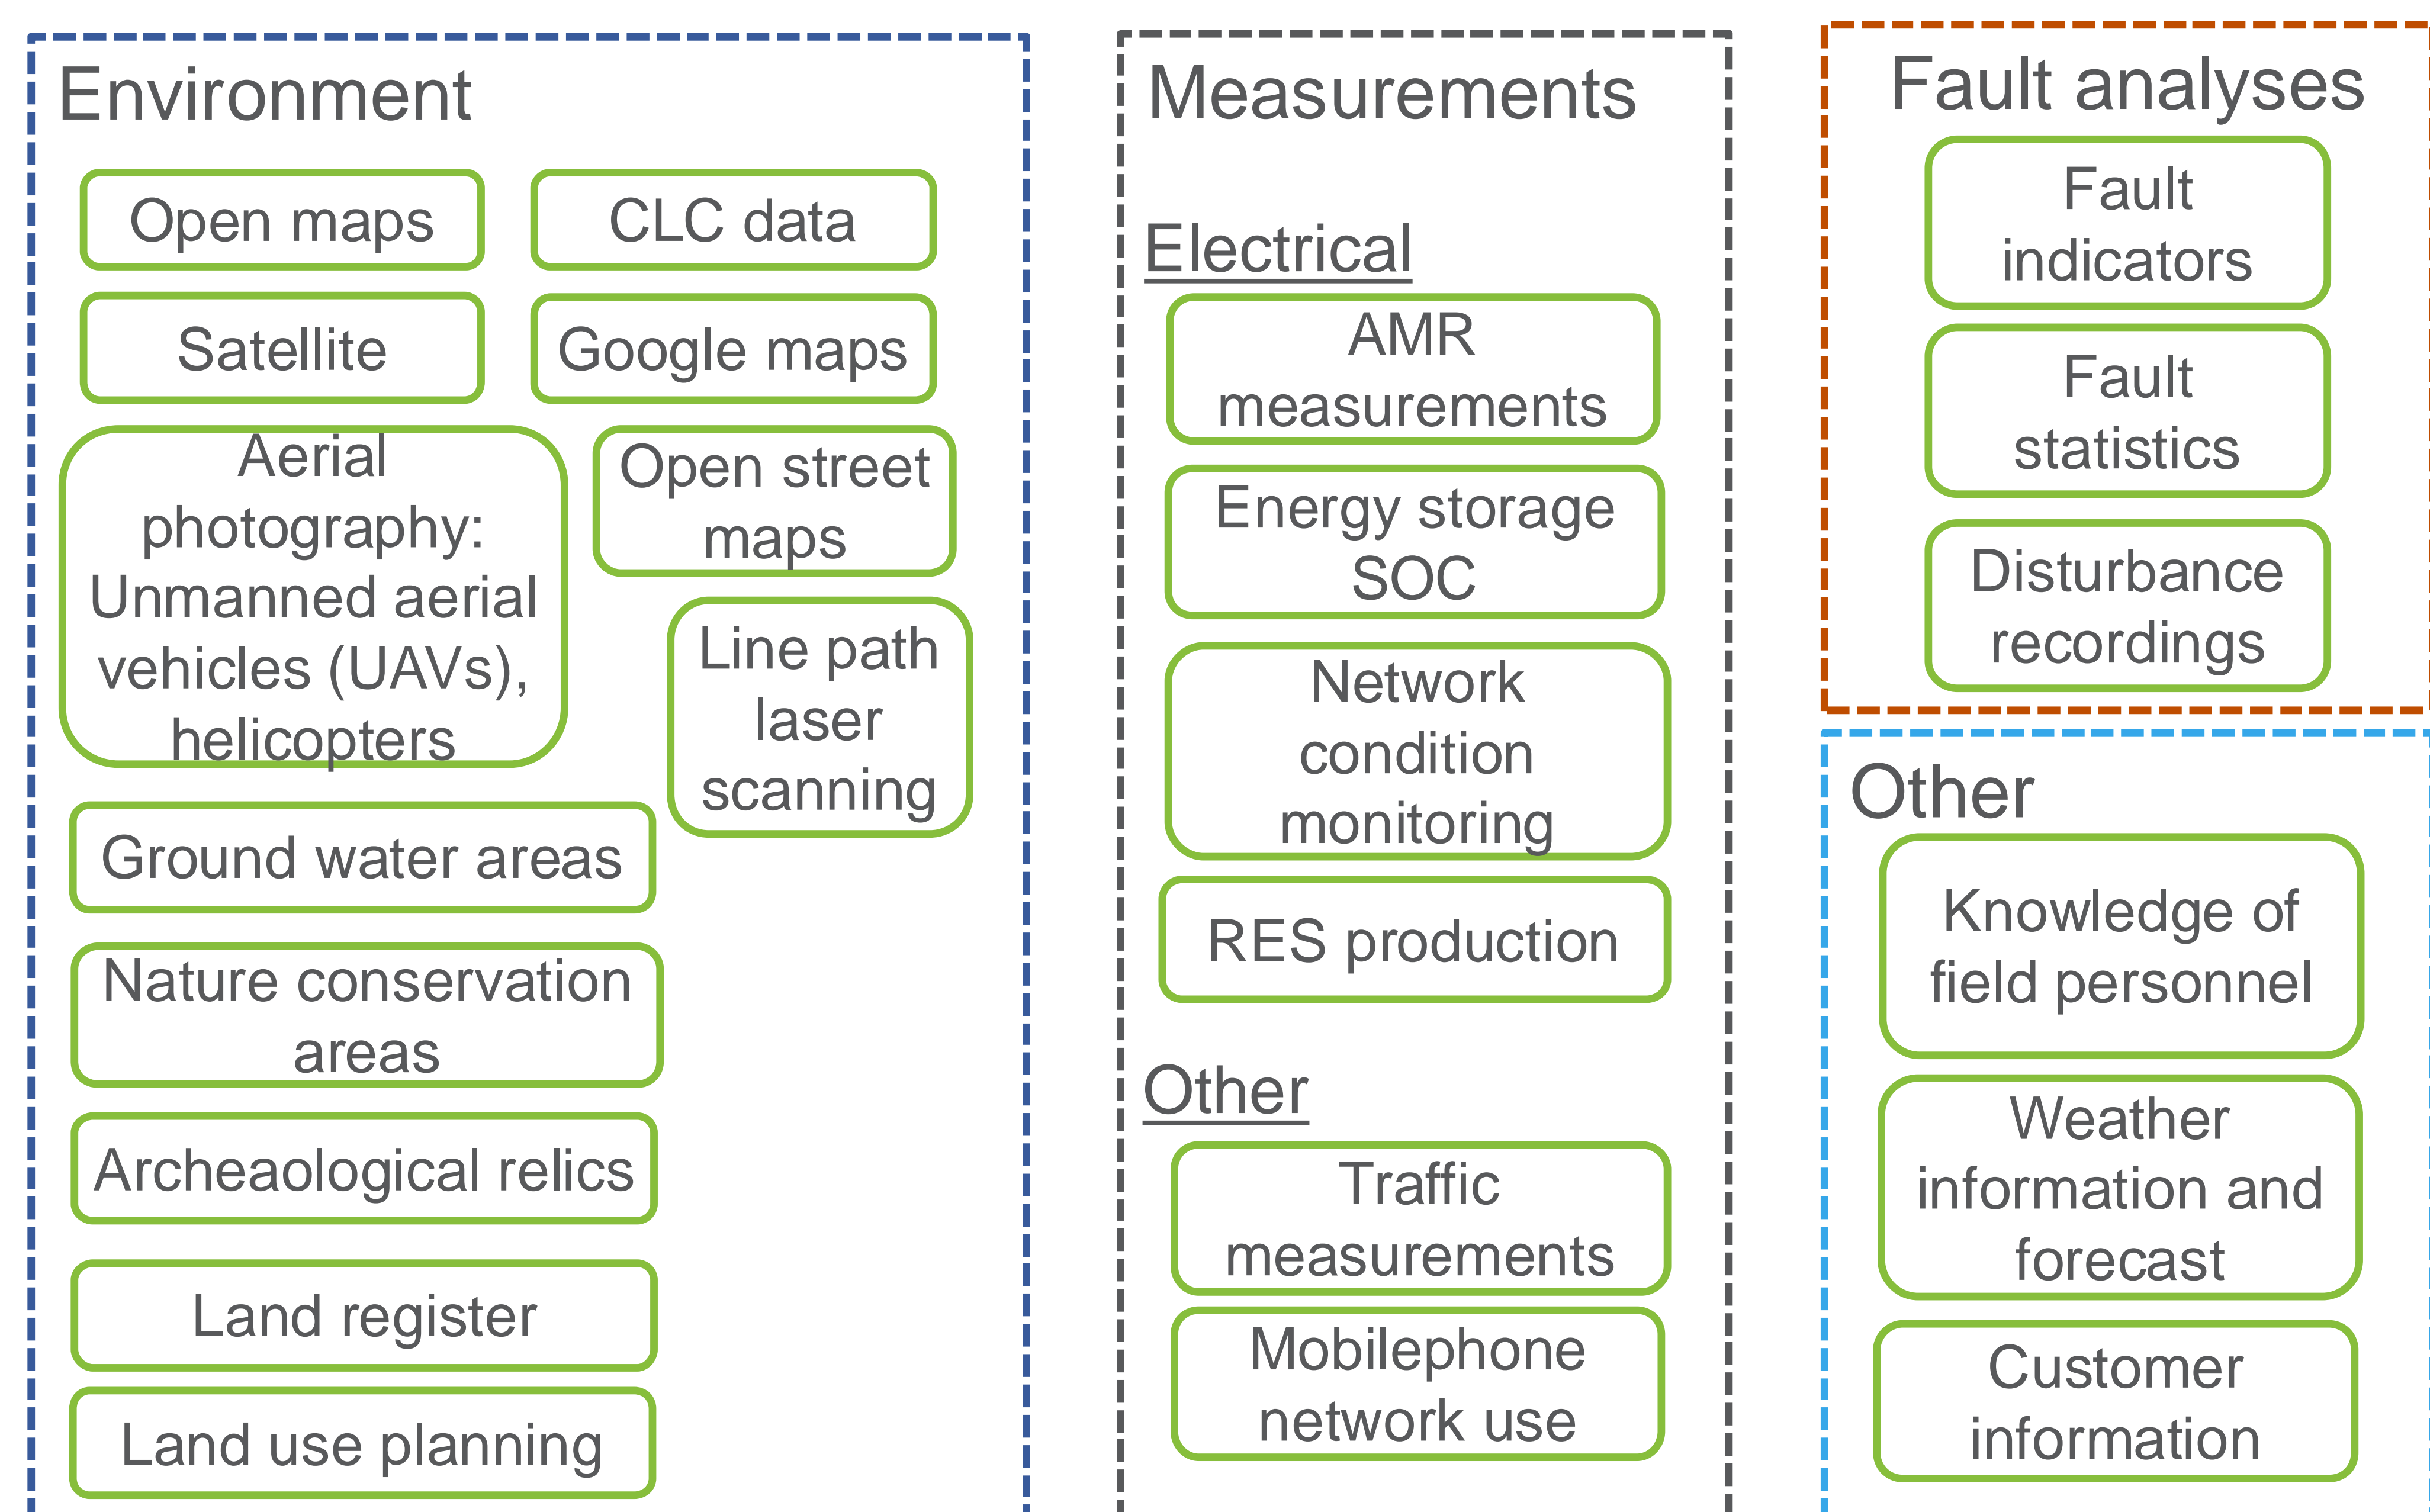 Environment
Open maps
CLC data
Satellite
Google maps
Aerial
photography:
Unmanned aerial
vehicles (UAVs),
helicopters
Open street
maps
Line path
laser
scanning
Ground water areas
Nature conservation
areas
Archeaological relics
Land register
Land use planning
Measurements
Electrical
AMR
measurements
Energy storage
SOC
Network
condition
monitoring
RES production
Other
Traffic
measurements
Mobilephone
network use
Fault analyses
Fault
indicators
Fault
statistics
Disturbance
recordings
Other
Knowledge of
field personnel
Weather
information and
forecast
Customer
information